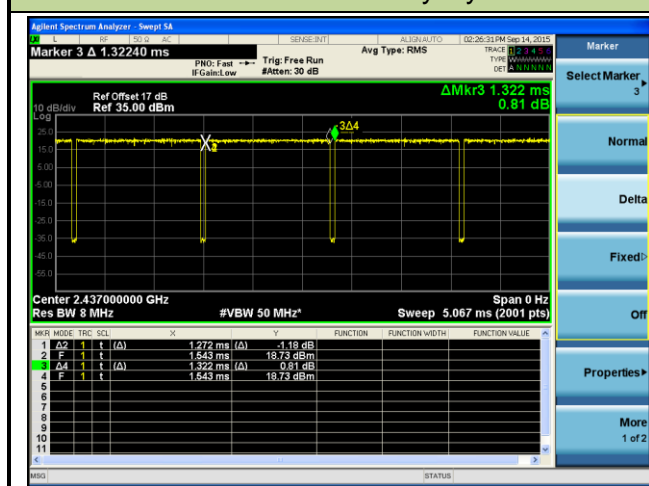 Agilent Spectrum Analyzer - Swept SA
L RF 50 Ω AC SENSE:INT ALIGN AUTO 02:26:31 PM Sep 14, 2015
Marker 3 Δ 1.32240 ms
PNO: Fast
IFGain:Low
Trig: Free Run
#Atten: 30 dB
Avg Type: RMS
TRACE 1 2 3 4 5 6
TYPE WWWWWW
DET A N N N N N
ΔMkr3 1.322 ms
0.81 dB
Ref Offset 17 dB
10 dB/div Ref 35.00 dBm
Log
25.0
15.0
5.00
-5.00
-15.0
-25.0
-35.0
-45.0
-55.0
2
3Δ4
Center 2.437000000 GHz Span 0 Hz
Res BW 8 MHz #VBW 50 MHz* Sweep 5.067 ms (2001 pts)
MKR MODE TRC SCL X Y FUNCTION FUNCTION WIDTH FUNCTION VALUE
1 Δ2 1 t (Δ) 1.272 ms (Δ) -1.18 dB
2 F 1 t 1.543 ms 18.73 dBm
3 Δ4 1 t (Δ) 1.322 ms (Δ) 0.81 dB
4 F 1 t 1.543 ms 18.73 dBm
5
6
7
8
9
10
11
MSG STATUS
Marker
Select Marker
3
Normal
Delta
Fixed
Off
Properties
More
1 of 2